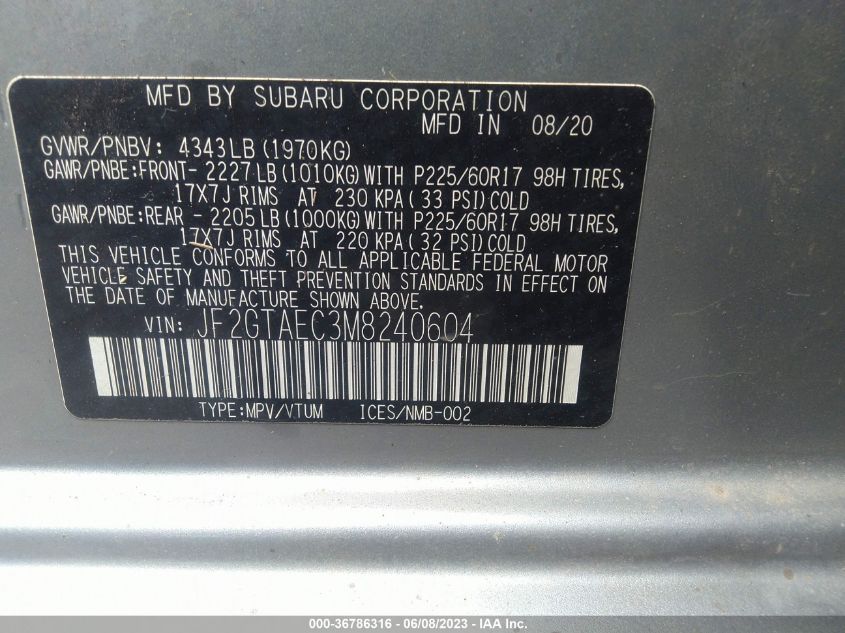 MFD BY SUBARU CORPORATION
MFD IN 08/20
GVWR/PNBV: 4343LB (1970KG)
GAWR/PNBE:FRONT- 2227 LB (1010KG) WITH P225/60R17 98H TIRES,
17X7J RIMS AT 230 KPA ( 33 PSI) COLD
GAWR/PNBE:REAR - 2205 LB (1000KG) WITH P225/60R17 98H TIRES,
17X7J RIMS AT 220 KPA ( 32 PSI) COLD
THIS VEHICLE CONFORMS TO ALL APPLICABLE FEDERAL MOTOR
VEHICLE SAFETY AND THEFT PREVENTION STANDARDS IN EFFECT ON
THE DATE OF MANUFACTURE SHOWN ABOVE.
VIN: JF2GTAEC3M8240604
TYPE:MPV/VTUM ICES/NMB-002
000-36786316 - 06/08/2023 - IAA Inc.